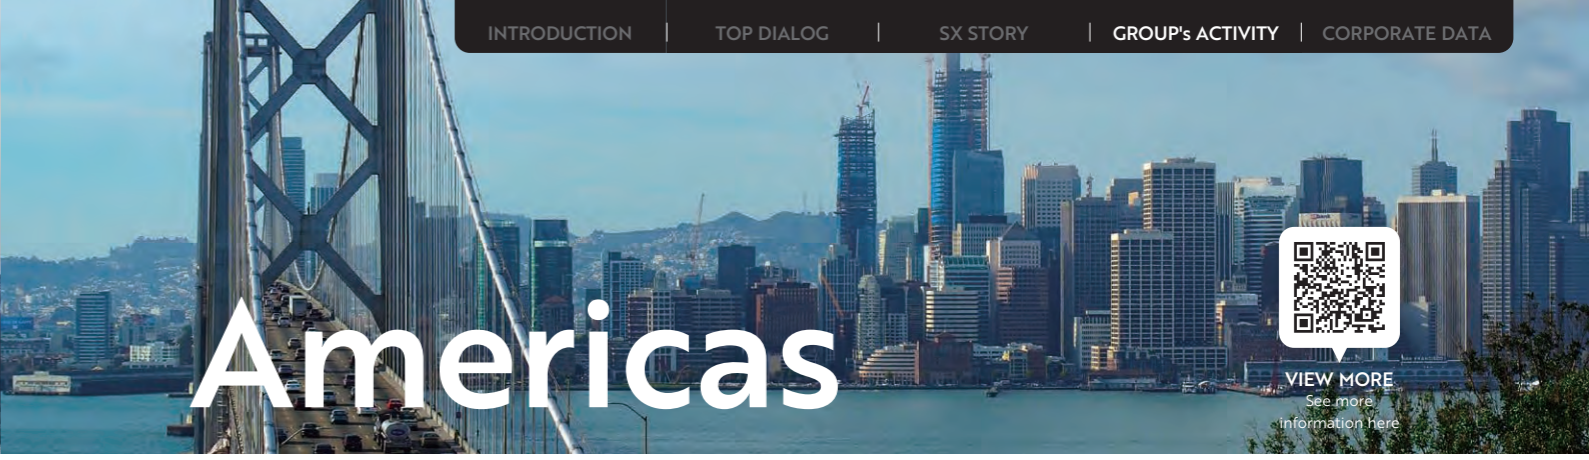 INTRODUCTION | TOP DIALOG | SX STORY | GROUP's ACTIVITY | CORPORATE DATA
Americas
VIEW MORE
See more
information here